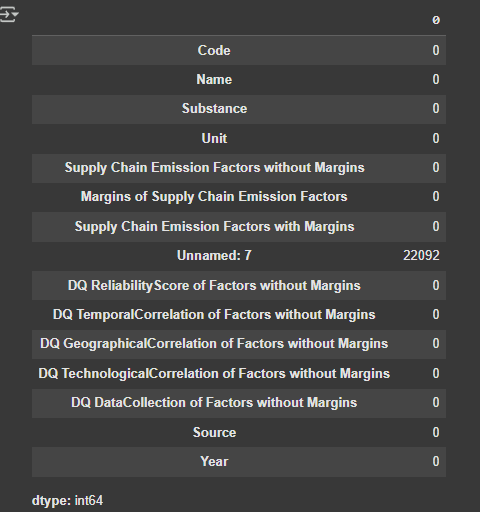 0
Code 0
Name 0
Substance 0
Unit 0
Supply Chain Emission Factors without Margins 0
Margins of Supply Chain Emission Factors 0
Supply Chain Emission Factors with Margins 0
Unnamed: 7 22092
DQ ReliabilityScore of Factors without Margins 0
DQ TemporalCorrelation of Factors without Margins 0
DQ GeographicalCorrelation of Factors without Margins 0
DQ TechnologicalCorrelation of Factors without Margins 0
DQ DataCollection of Factors without Margins 0
Source 0
Year 0
dtype: int64